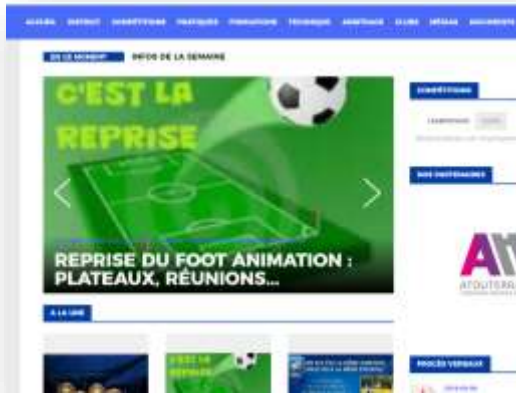 ACCUEIL DISTRICT COMPÉTITIONS PRATIQUES FORMATIONS TECHNIQUE ARBITRAGE CLUBS MÉDIAS DOCUMENTS
EN CE MOMENT INFOS DE LA SEMAINE
C'EST LA
REPRISE
REPRISE DU FOOT ANIMATION :
PLATEAUX, RÉUNIONS...
COMPÉTITIONS
NOS PARTENAIRES
A LA UNE
C'EST LA
REPRISE
PROCÈS VERBAUX